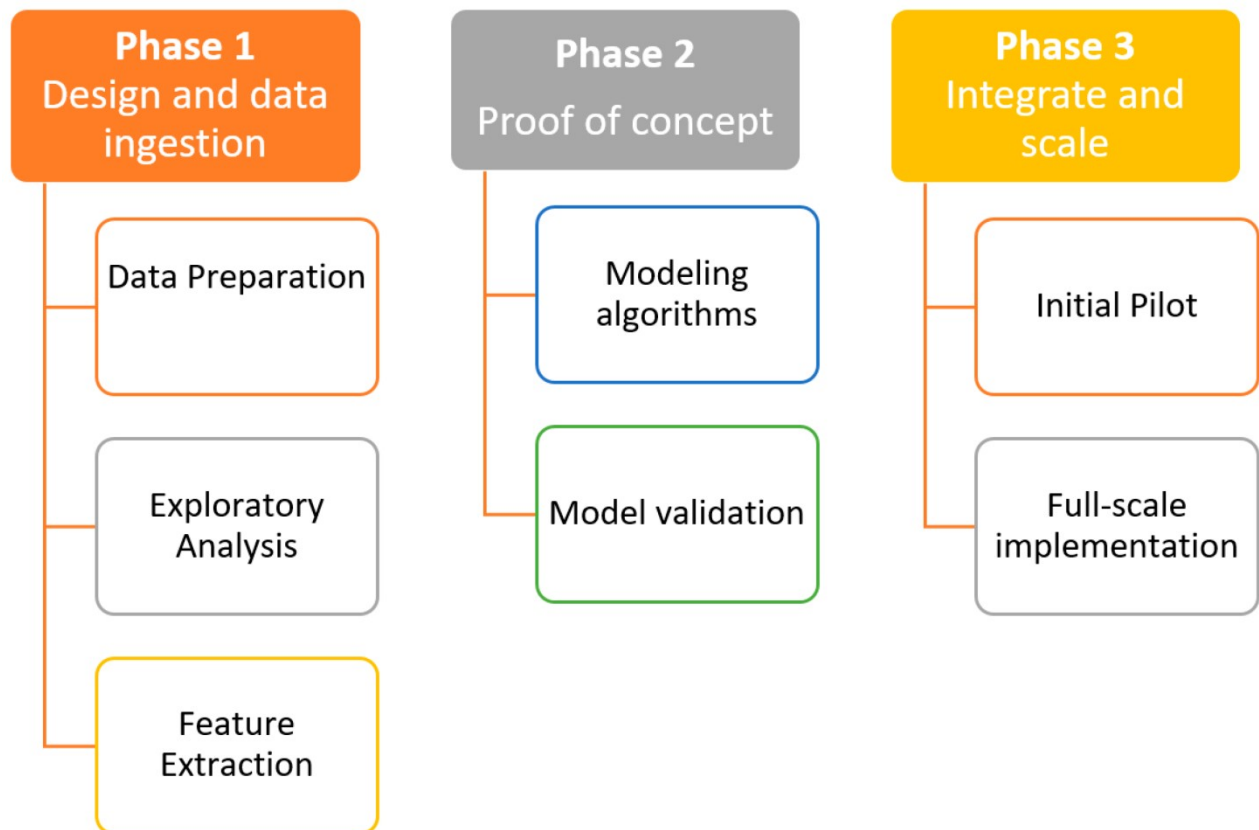 Phase 1
Design and data
ingestion
Data Preparation
Exploratory
Analysis
Feature
Extraction
Phase 2
Proof of concept
Modeling
algorithms
Model validation
Phase 3
Integrate and
scale
Initial Pilot
Full-scale
implementation